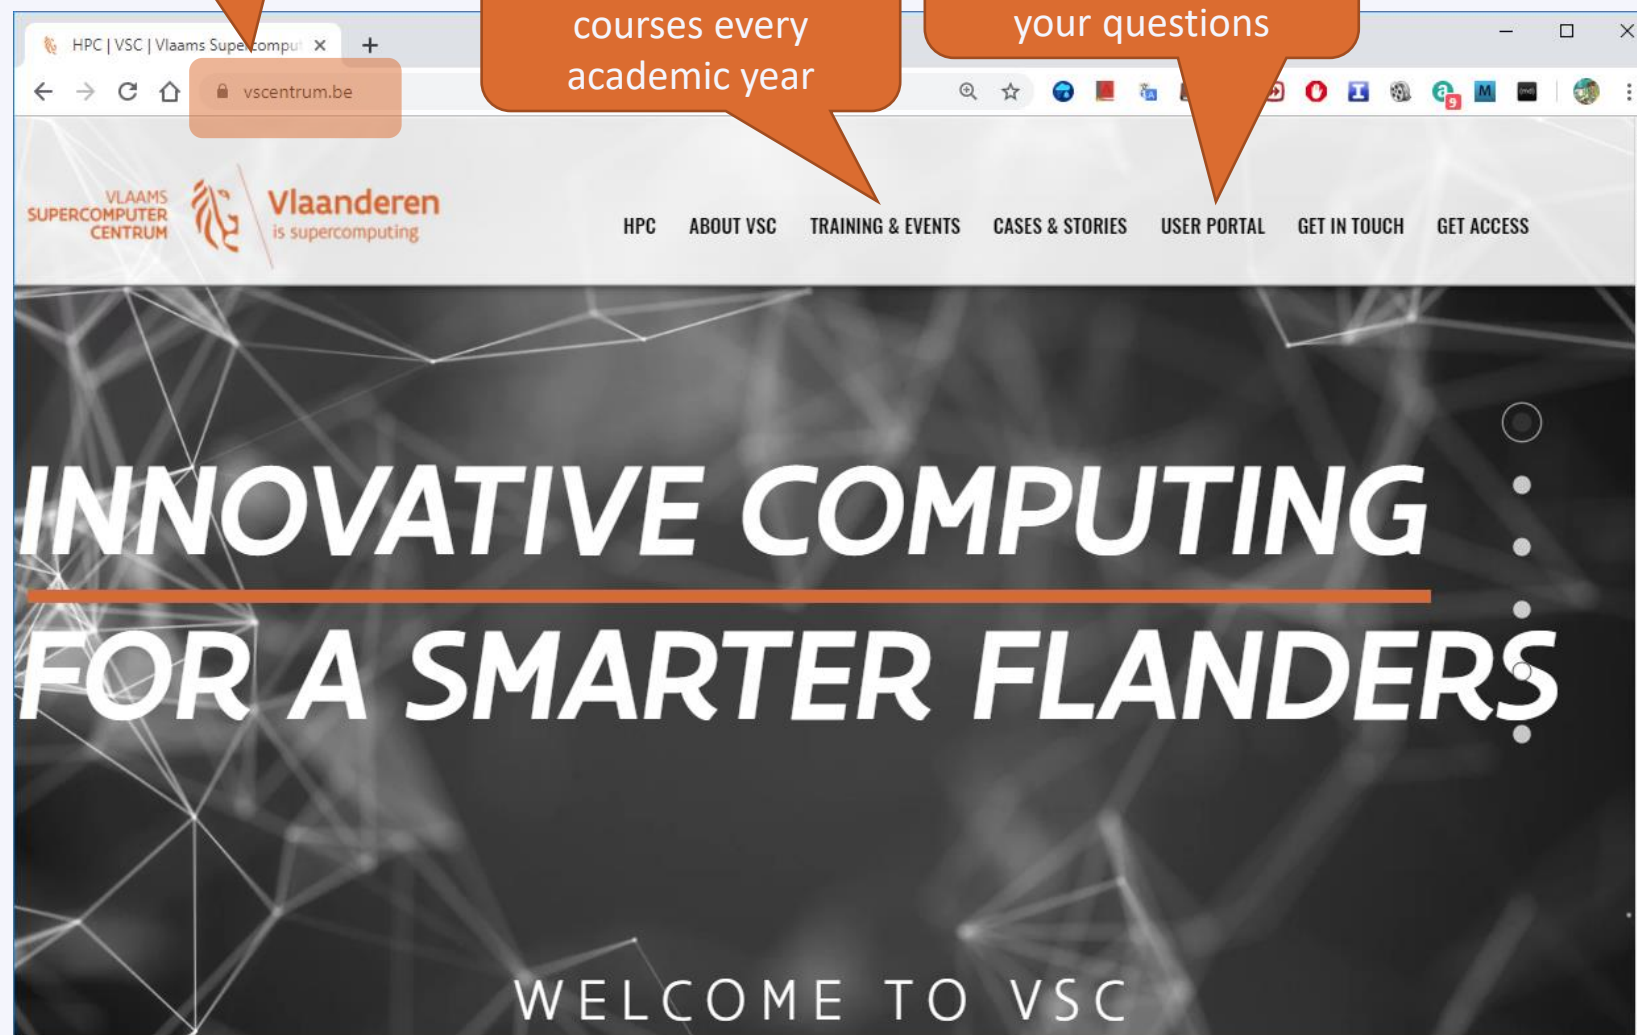 courses every
academic year
your questions
HPC | VSC | Vlaams Supercomput
vscentrum.be
VLAAMS
SUPERCOMPUTER
CENTRUM
Vlaanderen
is supercomputing
HPC ABOUT VSC TRAINING & EVENTS CASES & STORIES USER PORTAL GET IN TOUCH GET ACCESS
INNOVATIVE COMPUTING
FOR A SMARTER FLANDERS
WELCOME TO VSC